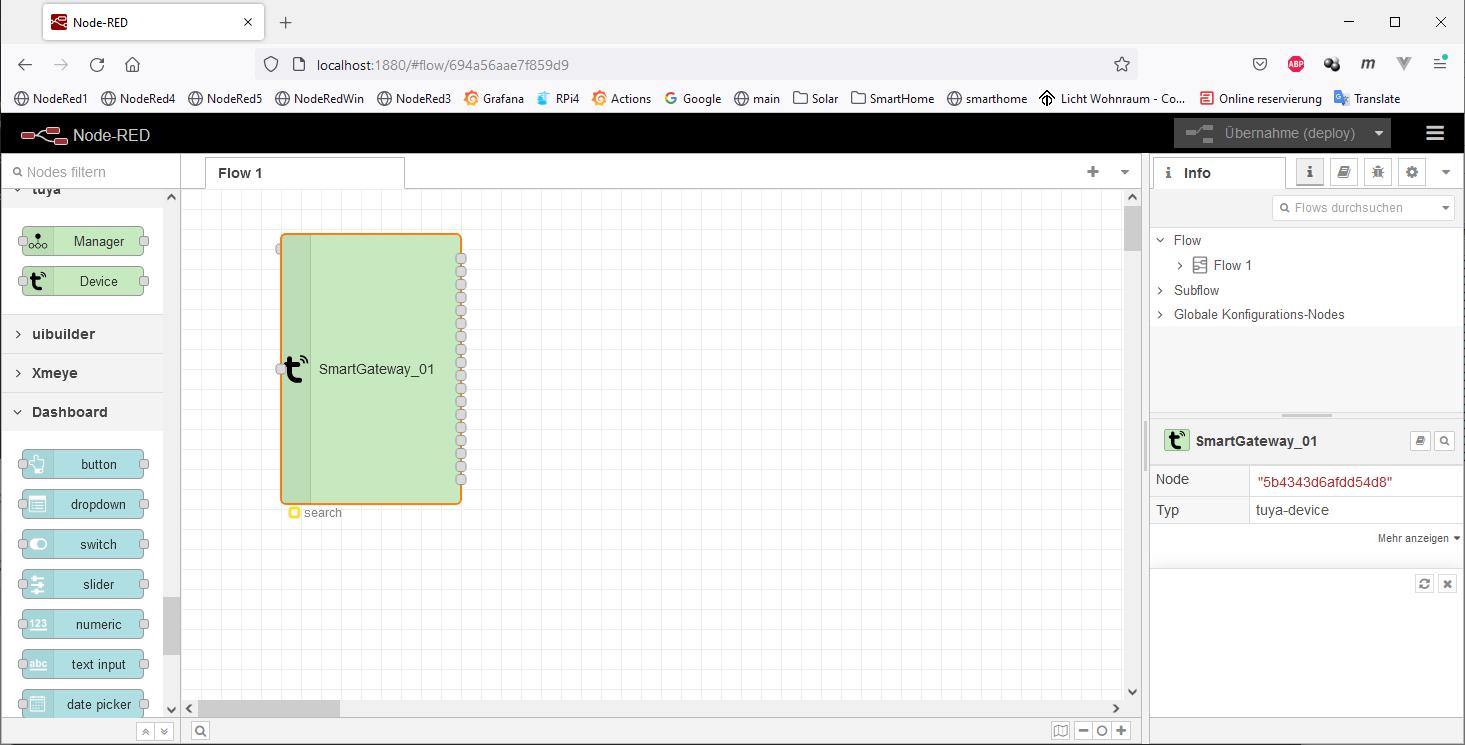 Node-RED
localhost:1880/#flow/694a56aae7f859d9
ABP
m
NodeRed1 NodeRed4 NodeRed5 NodeRedWin NodeRed3 Grafana RPi4 Actions Google main Solar SmartHome smarthome Licht Wohnraum - Co... Online reservierung Translate
Node-RED
Übernahme (deploy)
Nodes filtern
Flow 1
i Info
i
tuya
Manager
Device
uibuilder
Xmeye
Dashboard
button
dropdown
switch
slider
123 numeric
abc text input
date picker
SmartGateway_01
search
Flows durchsuchen
Flow
Flow 1
Subflow
Globale Konfigurations-Nodes
SmartGateway_01
Node "5b4343d6afdd54d8"
Typ tuya-device
Mehr anzeigen